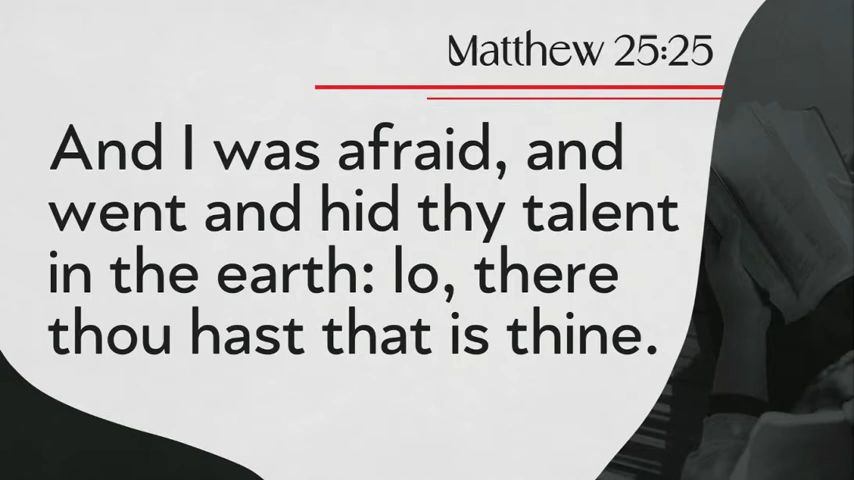 Matthew 25:25
And I was afraid, and
went and hid thy talent
in the earth: lo, there
thou hast that is thine.